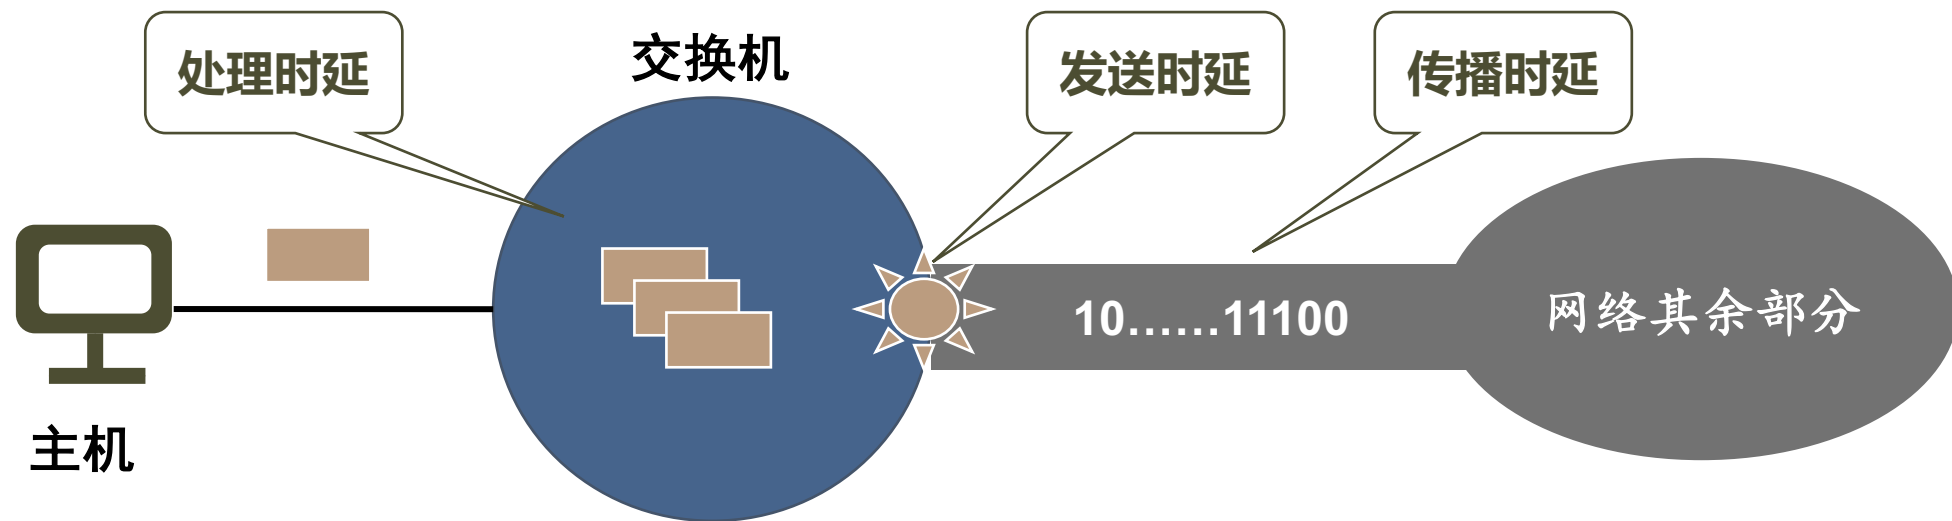 处理时延
交换机
发送时延
传播时延
10……11100
网络其余部分
主机